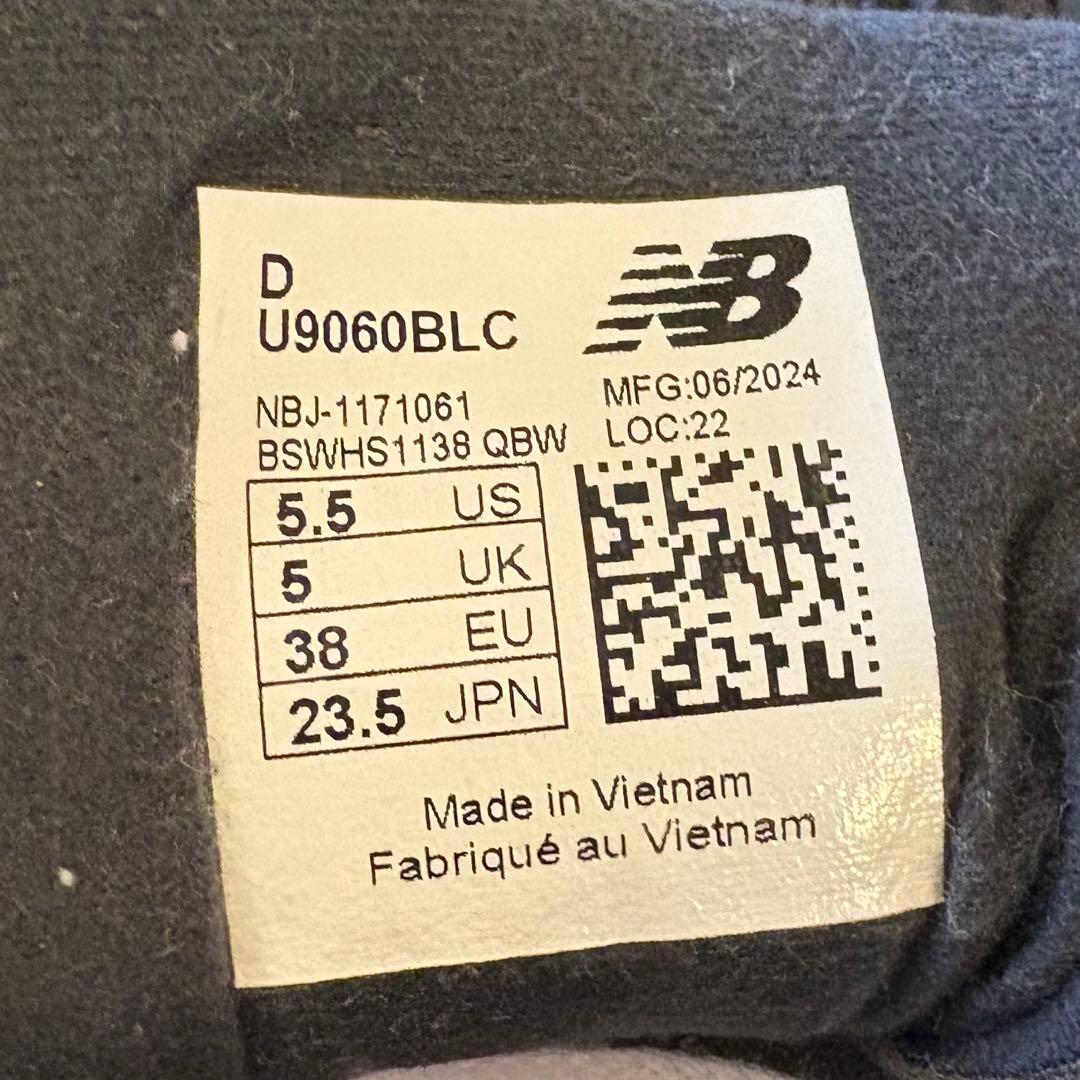 D
U9060BLC
NB
NBJ-1171061
BSWHS1138 QBW
MFG:06/2024
LOC:22
5.5 US
5 UK
38 EU
23.5 JPN
Made in Vietnam
Fabriqué au Vietnam